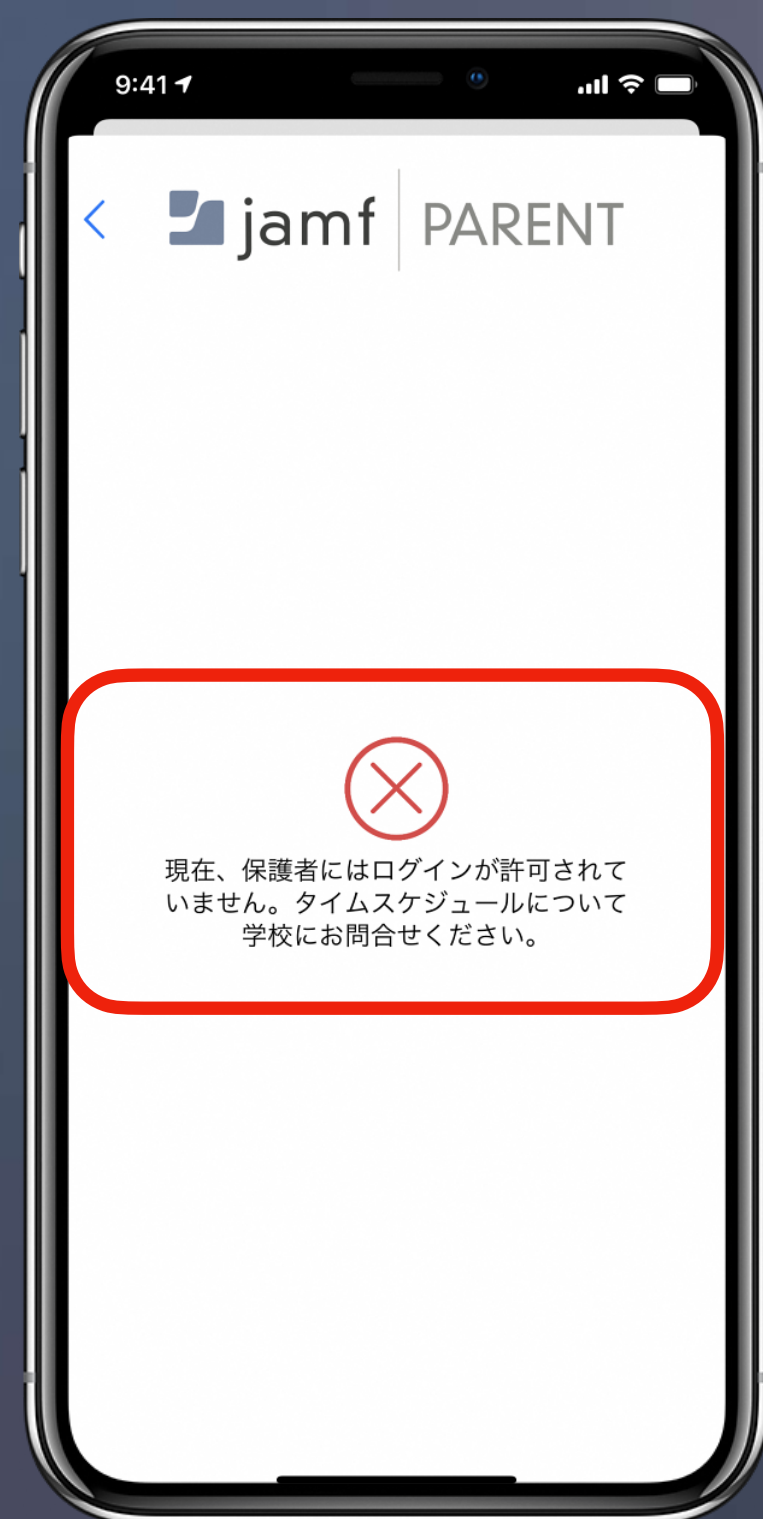 9:41
jamf PARENT
現在、保護者にはログインが許可されて
いません。タイムスケジュールについて
学校にお問合せください。